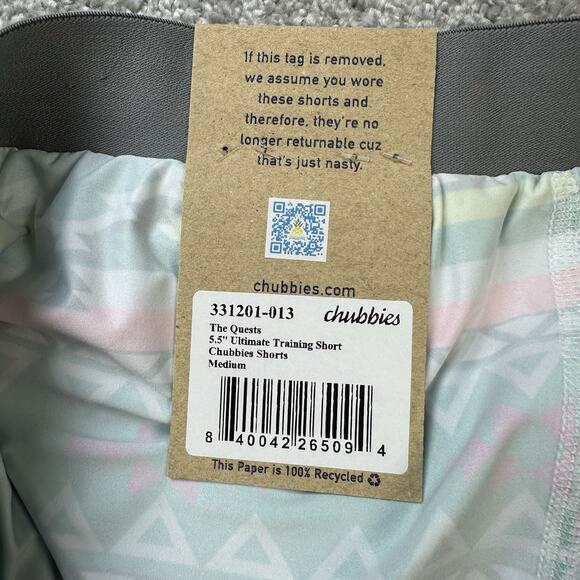 If this tag is removed,
we assume you wore
these shorts and
therefore, they're no
longer returnable cuz
that's just nasty.
chubbies.com
331201-013 chubbies
The Quests
5.5" Ultimate Training Short
Chubbies Shorts
Medium
8 40042 26509 4
This Paper is 100% Recycled